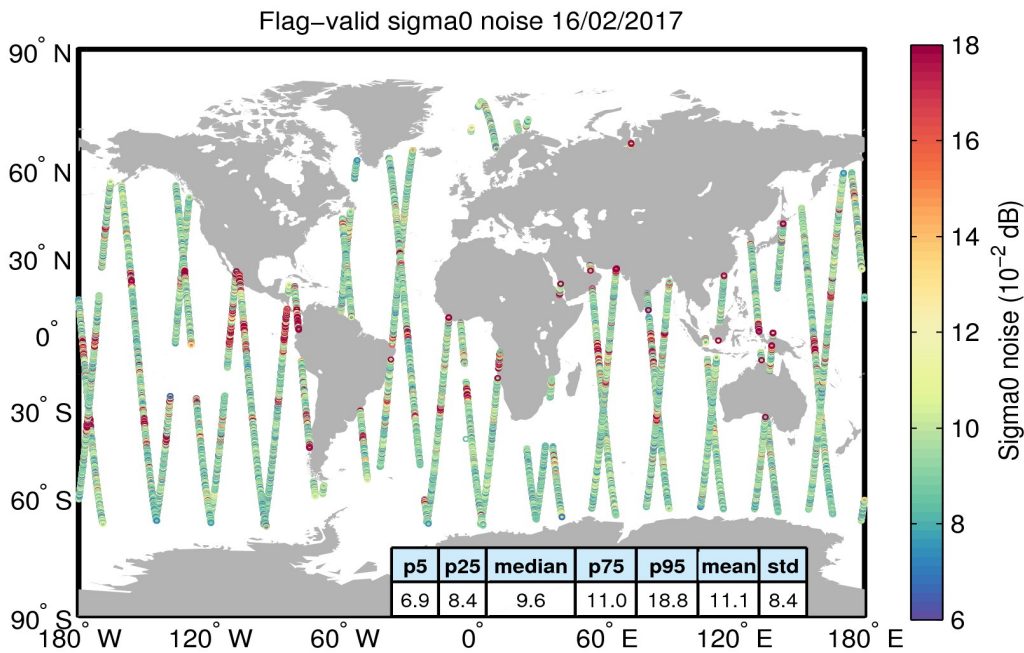 Flag−valid sigma0 noise 16/02/2017
90° N
60° N
30° N
0°
30° S
60° S
90° S
180° W 120° W 60° W 0° 60° E 120° E 180° E
p5 p25 median p75 p95 mean std
6.9 8.4 9.6 11.0 18.8 11.1 8.4
18
16
14
12
10
8
6
Sigma0 noise (10⁻² dB)